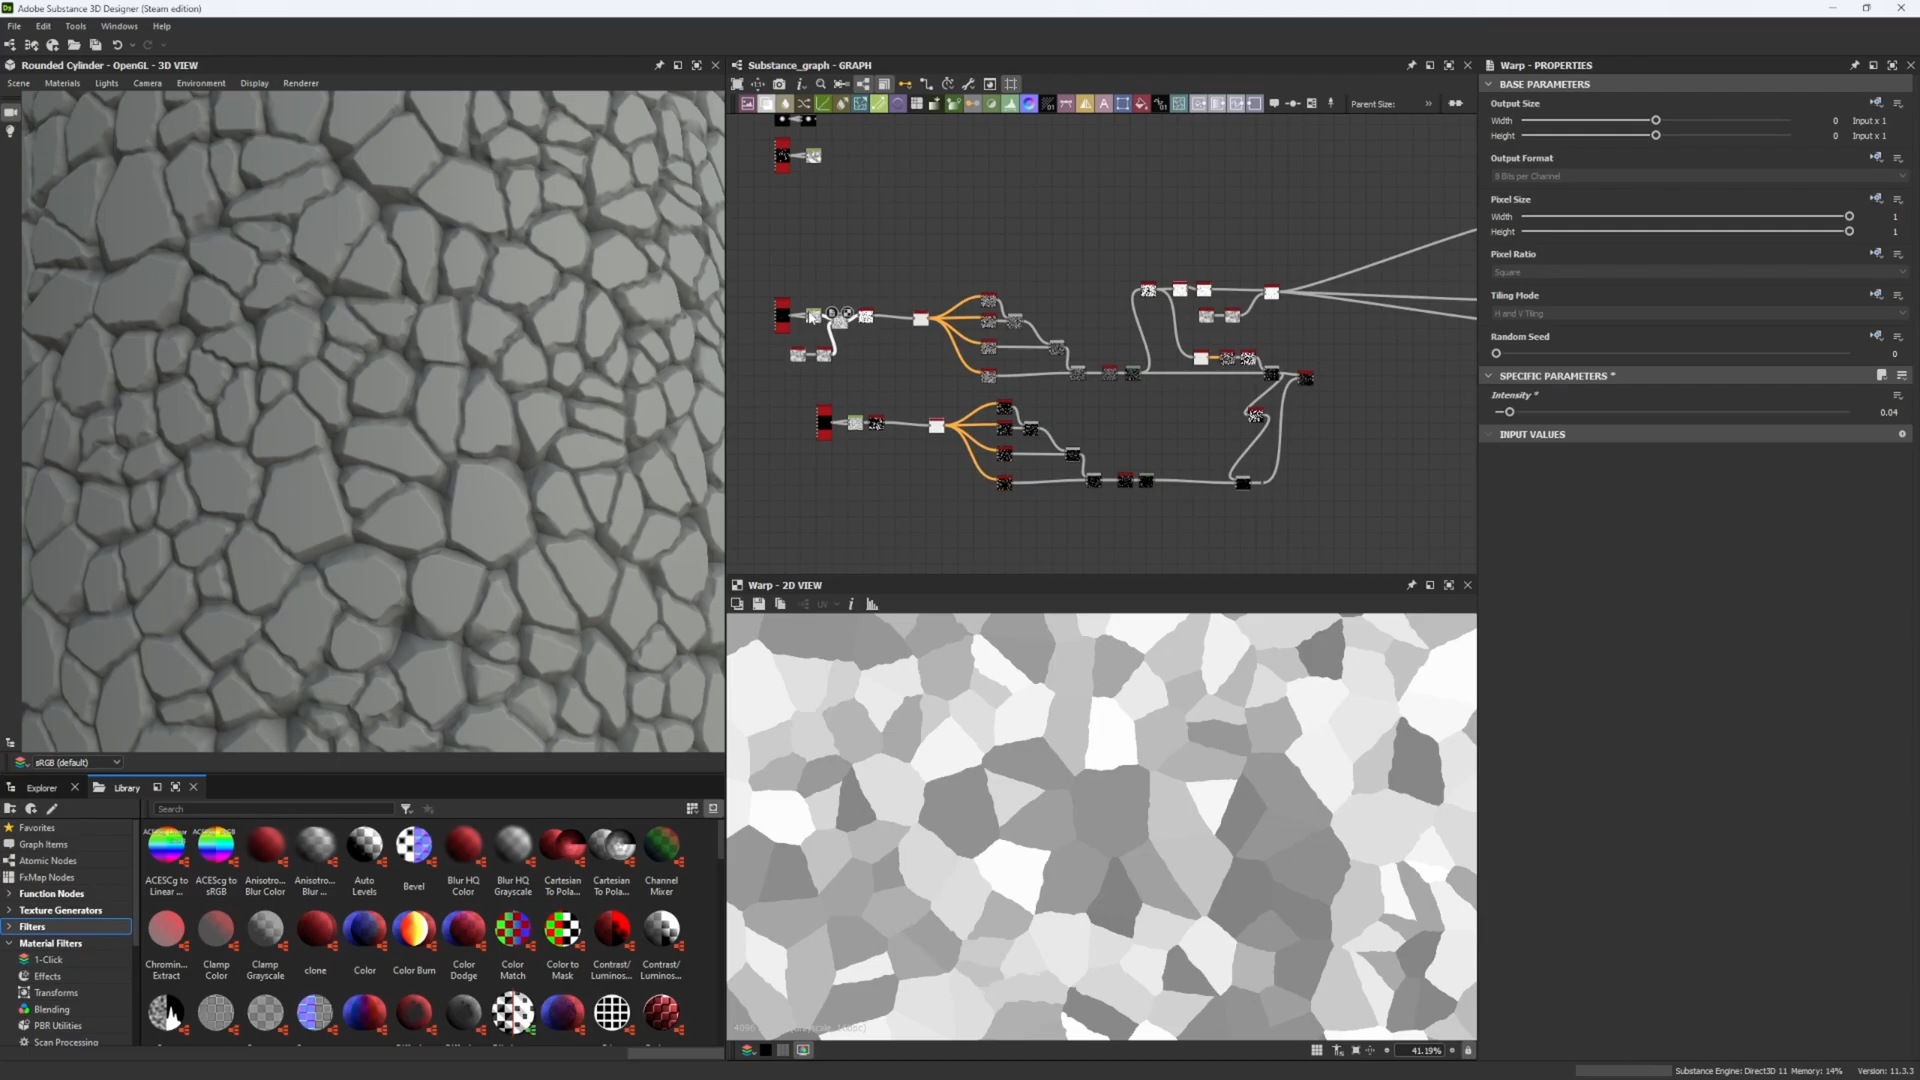 Adobe Substance 3D Designer (Steam edition)
File Edit Tools Windows Help
Rounded Cylinder - OpenGL - 3D VIEW
Scene Materials Lights Camera Environment Display Renderer
sRGB (default)
Explorer Library
Search
Favorites
Graph Items
Atomic Nodes
FxMap Nodes
Function Nodes
Texture Generators
Filters
Material Filters
1-Click
Effects
Transforms
Blending
PBR Utilities
Scan Processing
ACEScg to Linear ...
ACEScg to sRGB
Anisotro... Blur Color
Anisotro... Blur ...
Auto Levels
Bevel
Blur HQ Color
Blur HQ Grayscale
Cartesian To Pola...
Cartesian To Pola...
Channel Mixer
Chromin... Extract
Clamp Color
Clamp Grayscale
clone
Color
Color Burn
Color Dodge
Color Match
Color to Mask
Contrast/ Luminos...
Contrast/ Luminos...
Substance_graph - GRAPH
Parent Size:
Warp - 2D VIEW
UV
41.19%
Warp - PROPERTIES
BASE PARAMETERS
Output Size
Width 0 Input x 1
Height 0 Input x 1
Output Format
8 Bits per Channel
Pixel Size
Width 1
Height 1
Pixel Ratio
Square
Tiling Mode
H and V Tiling
Random Seed
0
SPECIFIC PARAMETERS *
Intensity *
0.04
INPUT VALUES
Substance Engine: Direct3D 11 Memory: 14% Version: 11.3.3